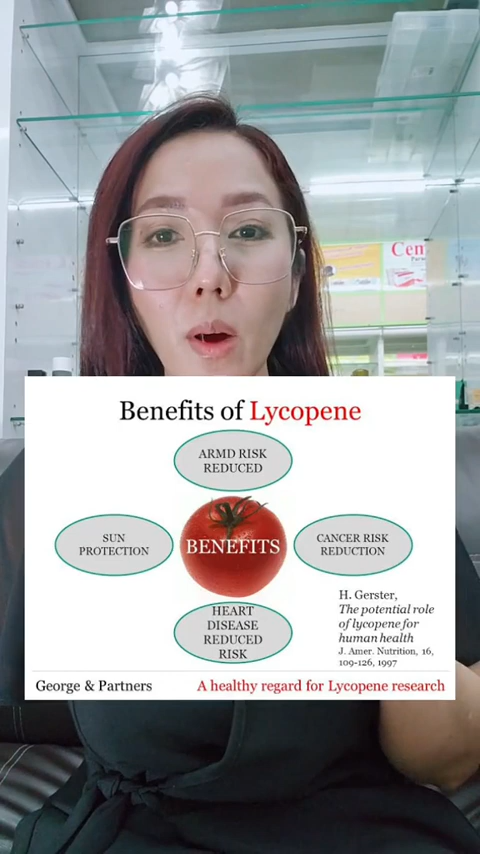 Cen
Benefits of Lycopene
ARMD RISK
REDUCED
SUN
PROTECTION
BENEFITS
CANCER RISK
REDUCTION
HEART
DISEASE
REDUCED
RISK
H. Gerster,
The potential role
of lycopene for
human health
J. Amer. Nutrition, 16,
109-126, 1997
George & Partners
A healthy regard for Lycopene research